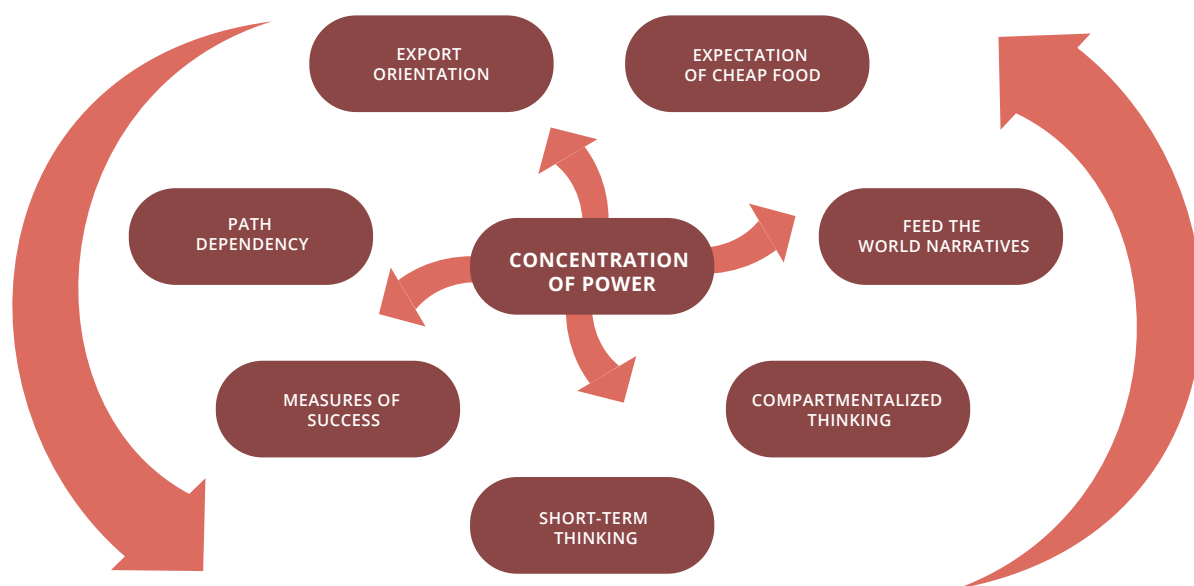 EXPORT
ORIENTATION
EXPECTATION
OF CHEAP FOOD
PATH
DEPENDENCY
FEED THE
WORLD NARRATIVES
CONCENTRATION
OF POWER
MEASURES OF
SUCCESS
COMPARTMENTALIZED
THINKING
SHORT-TERM
THINKING